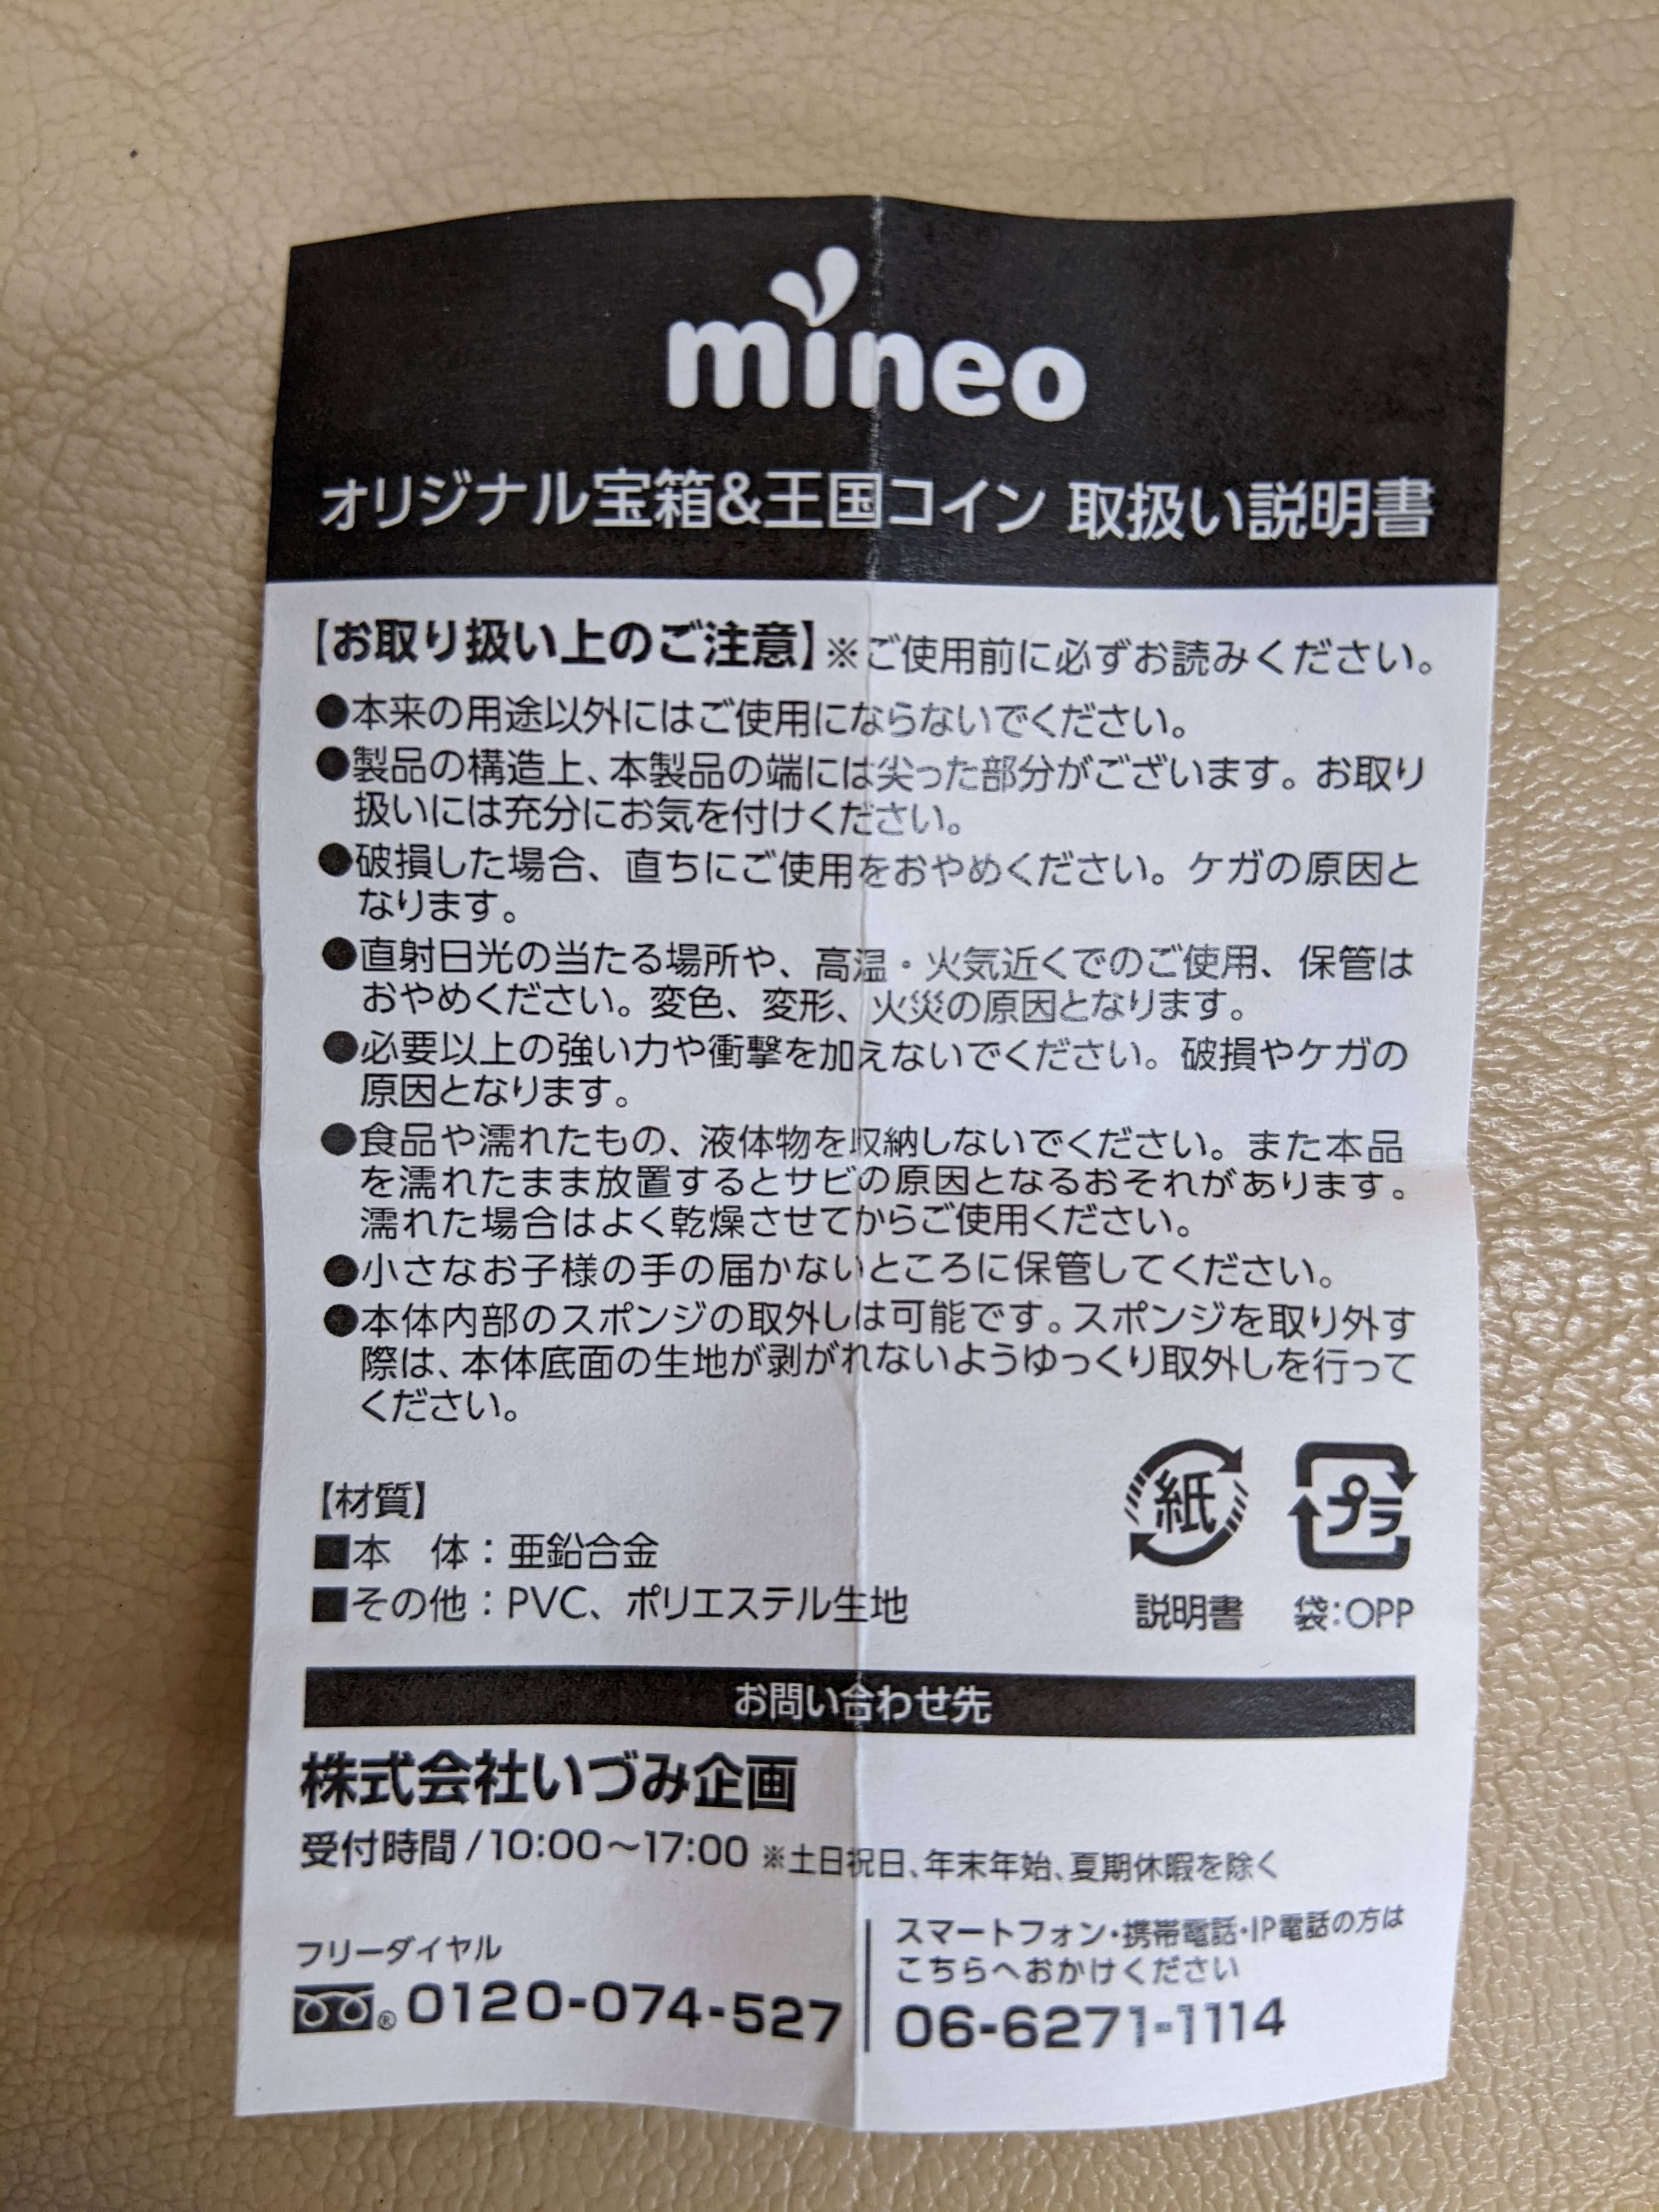 mineo
オリジナル宝箱&王国コイン 取扱い説明書
【お取り扱い上のご注意】※ご使用前に必ずお読みください。
●本来の用途以外にはご使用にならないでください。
●製品の構造上、本製品の端には尖った部分がございます。お取り
扱いには充分にお気を付けください。
●破損した場合、直ちにご使用をおやめください。ケガの原因と
なります。
●直射日光の当たる場所や、高温・火気近くでのご使用、保管は
おやめください。変色、変形、火災の原因となります。
●必要以上の強い力や衝撃を加えないでください。破損やケガの
原因となります。
●食品や濡れたもの、液体物を収納しないでください。また本品
を濡れたまま放置するとサビの原因となるおそれがあります。
濡れた場合はよく乾燥させてからご使用ください。
●小さなお子様の手の届かないところに保管してください。
●本体内部のスポンジの取外しは可能です。スポンジを取り外す
際は、本体底面の生地が剥がれないようゆっくり取外しを行って
ください。
【材質】
■本　体：亜鉛合金
■その他：PVC、ポリエステル生地
紙 プラ
説明書 袋:OPP
お問い合わせ先
株式会社いづみ企画
受付時間/10:00～17:00 ※土日祝日、年末年始、夏期休暇を除く
フリーダイヤル
®0120-074-527
スマートフォン・携帯電話・IP電話の方は
こちらへおかけください
06-6271-1114